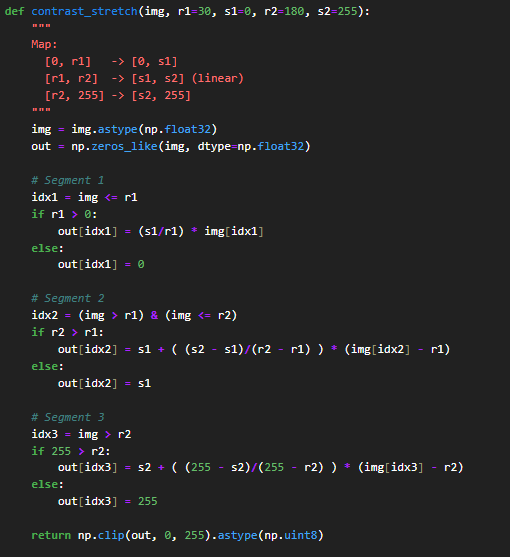 def contrast_stretch(img, r1=30, s1=0, r2=180, s2=255):
    """
    Map:
      [0, r1]   -> [0, s1]
      [r1, r2]  -> [s1, s2] (linear)
      [r2, 255] -> [s2, 255]
    """
    img = img.astype(np.float32)
    out = np.zeros_like(img, dtype=np.float32)

    # Segment 1
    idx1 = img <= r1
    if r1 > 0:
        out[idx1] = (s1/r1) * img[idx1]
    else:
        out[idx1] = 0

    # Segment 2
    idx2 = (img > r1) & (img <= r2)
    if r2 > r1:
        out[idx2] = s1 + ( (s2 - s1)/(r2 - r1) ) * (img[idx2] - r1)
    else:
        out[idx2] = s1

    # Segment 3
    idx3 = img > r2
    if 255 > r2:
        out[idx3] = s2 + ( (255 - s2)/(255 - r2) ) * (img[idx3] - r2)
    else:
        out[idx3] = 255

    return np.clip(out, 0, 255).astype(np.uint8)